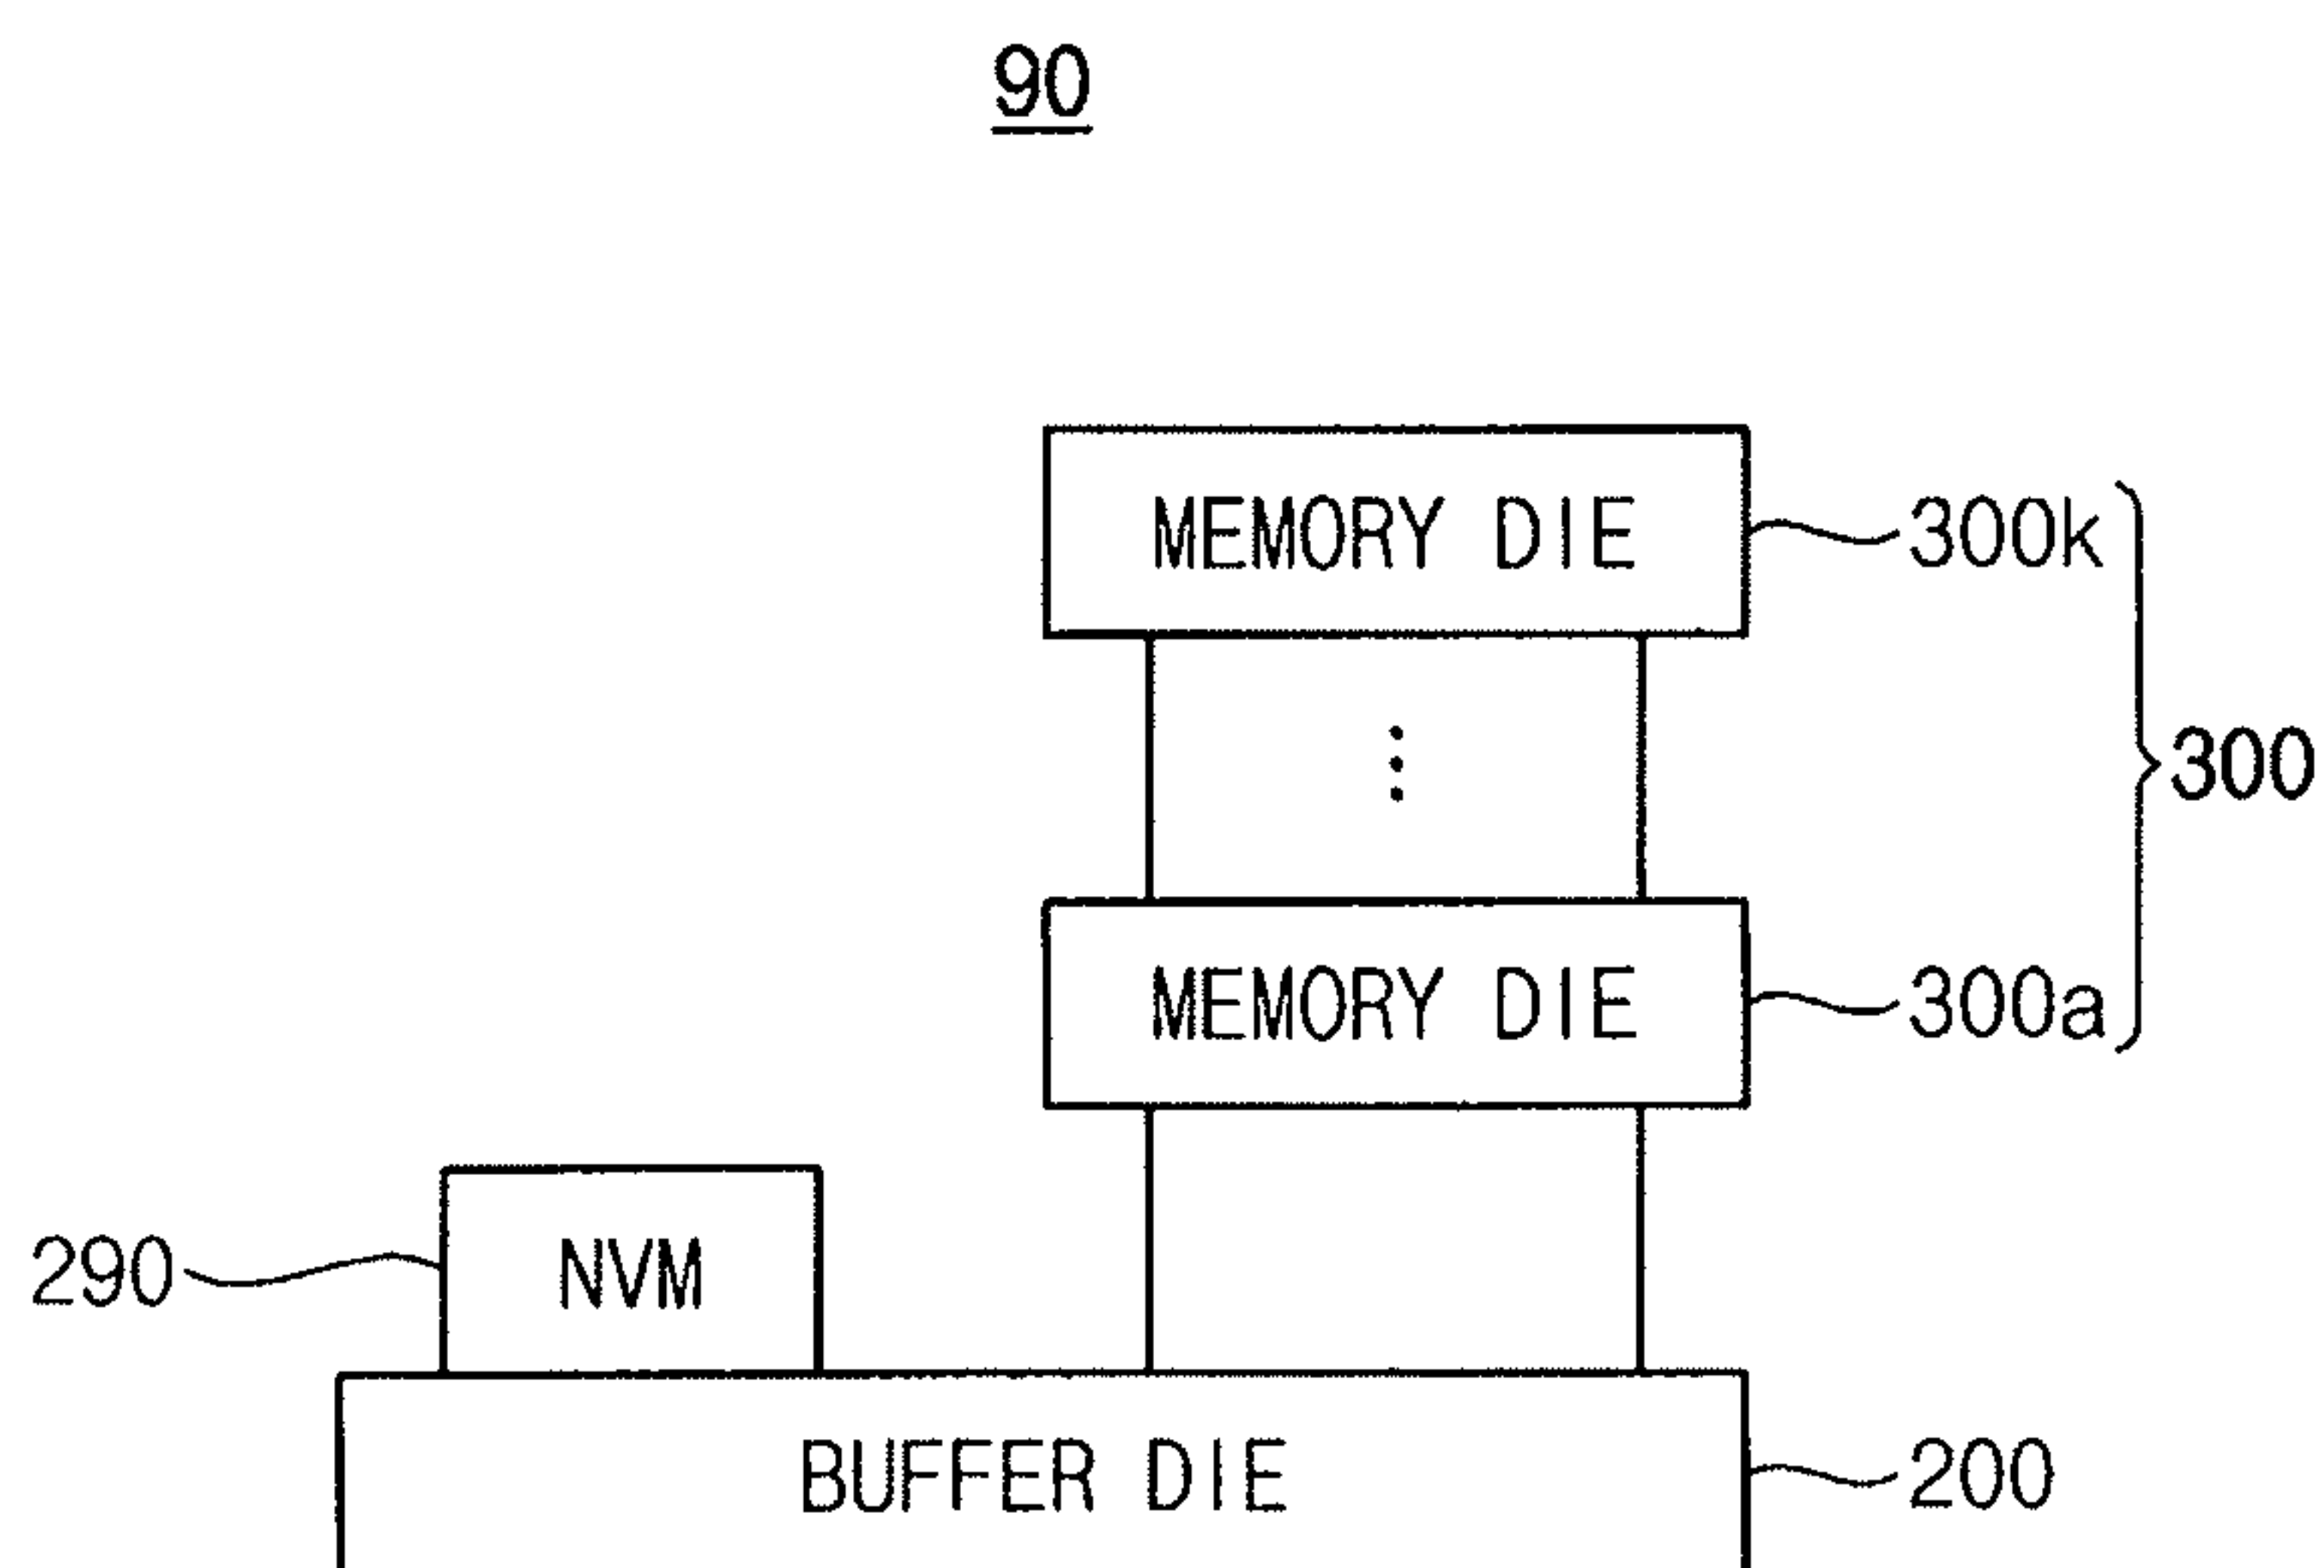 90
MEMORY DIE 300k
300
MEMORY DIE 300a
290 NVM
BUFFER DIE 200